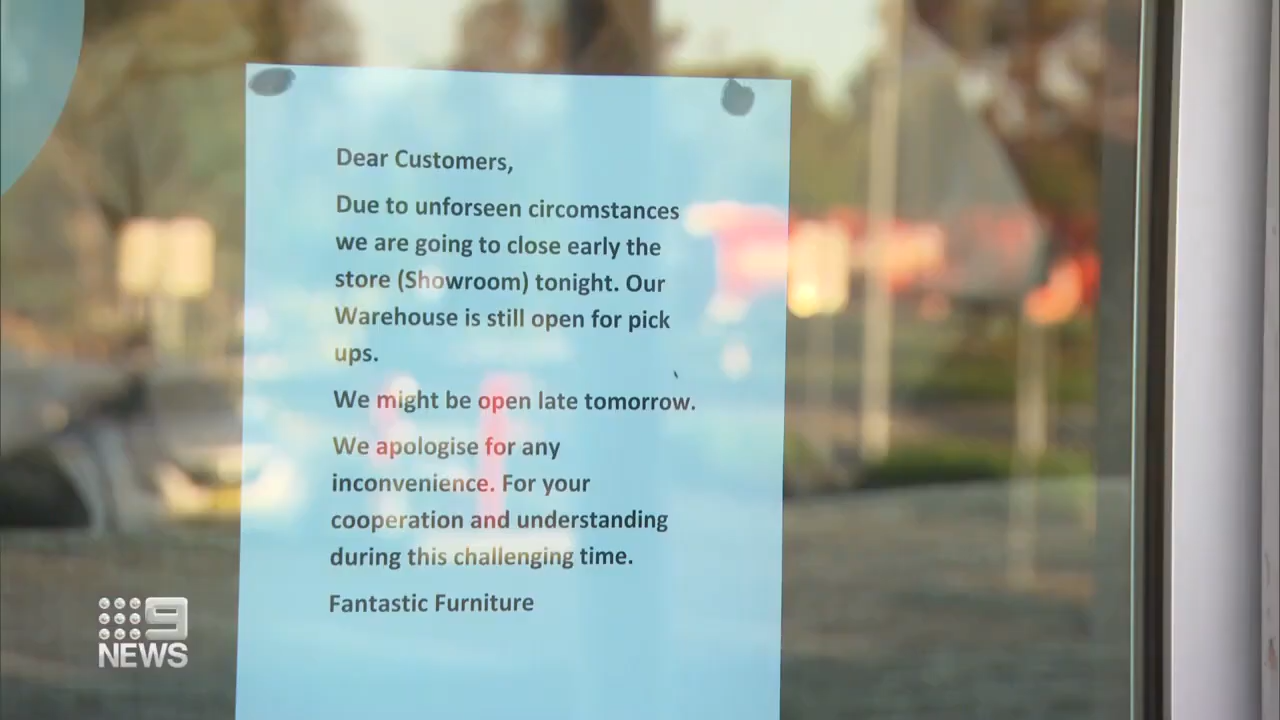 Dear Customers,
Due to unforseen circomstances
we are going to close early the
store (Showroom) tonight. Our
Warehouse is still open for pick
ups.
We might be open late tomorrow.
We apologise for any
inconvenience. For your
cooperation and understanding
during this challenging time.
Fantastic Furniture
9
NEWS